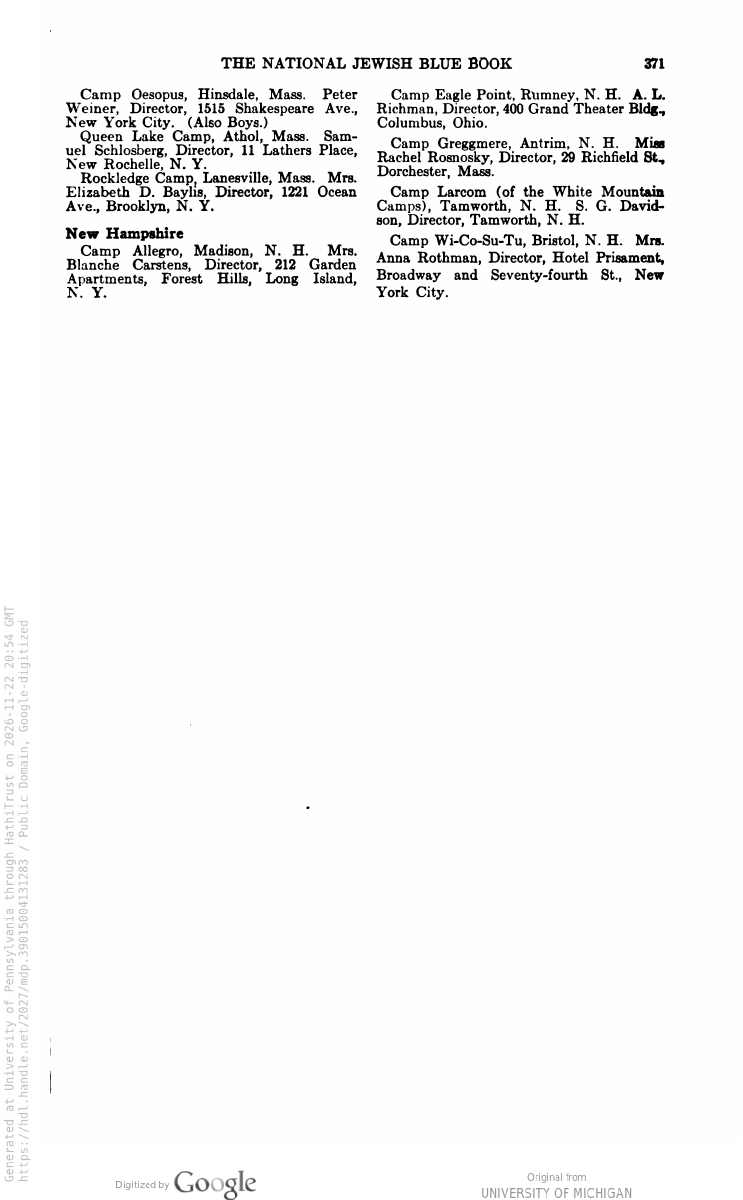 THE NATIONAL JEWISH BLUE BOOK 371
Camp Oesopus, Hinsdale, Mass. Peter
Weiner, Director, 1515 Shakespeare Ave.,
New York City. (Also Boys.)
Queen Lake Camp, Athol, Mass. Sam-
uel Schlosberg, Director, 11 Lathers Place,
New Rochelle, N. Y.
Rockledge Camp, Lanesville, Mass. Mrs.
Elizabeth D. Baylis, Director, 1221 Ocean
Ave., Brooklyn, N. Y.
New Hampshire
Camp Allegro, Madison, N. H. Mrs.
Blanche Carstens, Director, 212 Garden
Apartments, Forest Hills, Long Island,
N. Y.
Camp Eagle Point, Rumney, N. H. A. L.
Richman, Director, 400 Grand Theater Bldg.,
Columbus, Ohio.
Camp Greggmere, Antrim, N. H. Miss
Rachel Rosnosky, Director, 29 Richfield St.,
Dorchester, Mass.
Camp Larcom (of the White Mountain
Camps), Tamworth, N. H. S. G. David-
son, Director, Tamworth, N. H.
Camp Wi-Co-Su-Tu, Bristol, N. H. Mrs.
Anna Rothman, Director, Hotel Prisament,
Broadway and Seventy-fourth St., New
York City.
Generated at University of Pennsylvania through HathiTrust on 2026-11-22 20:54 GMT
https://hdl.handle.net/2027/mdp.39015004131283 / Public Domain, Google-digitized
Digitized by Google
Original from
UNIVERSITY OF MICHIGAN